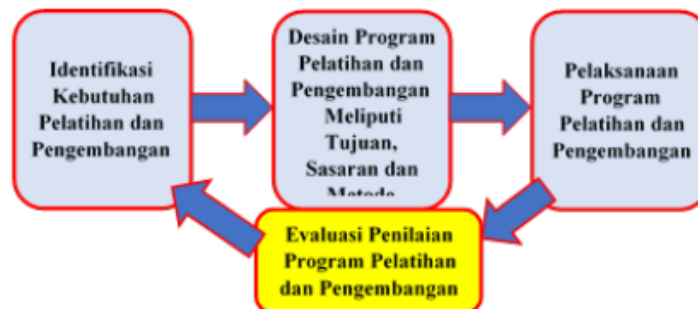 Identifikasi
Kebutuhan
Pelatihan dan
Pengembangan
Desain Program
Pelatihan dan
Pengembangan
Meliputi
Tujuan,
Sasaran dan
Metode
Pelaksanaan
Program
Pelatihan dan
Pengembangan
Evaluasi Penilaian
Program Pelatihan
dan Pengembangan